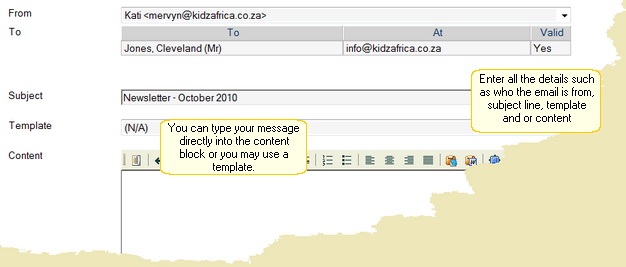 From Kati <mervyn@kidzafrica.co.za>
To To At Valid
Jones, Cleveland (Mr) info@kidzafrica.co.za Yes
Enter all the details such
as who the email is from,
subject line, template
and or content
Subject Newsletter - October 2010
Template (N/A)
You can type your message
directly into the content
block or you may use a
template.
Content